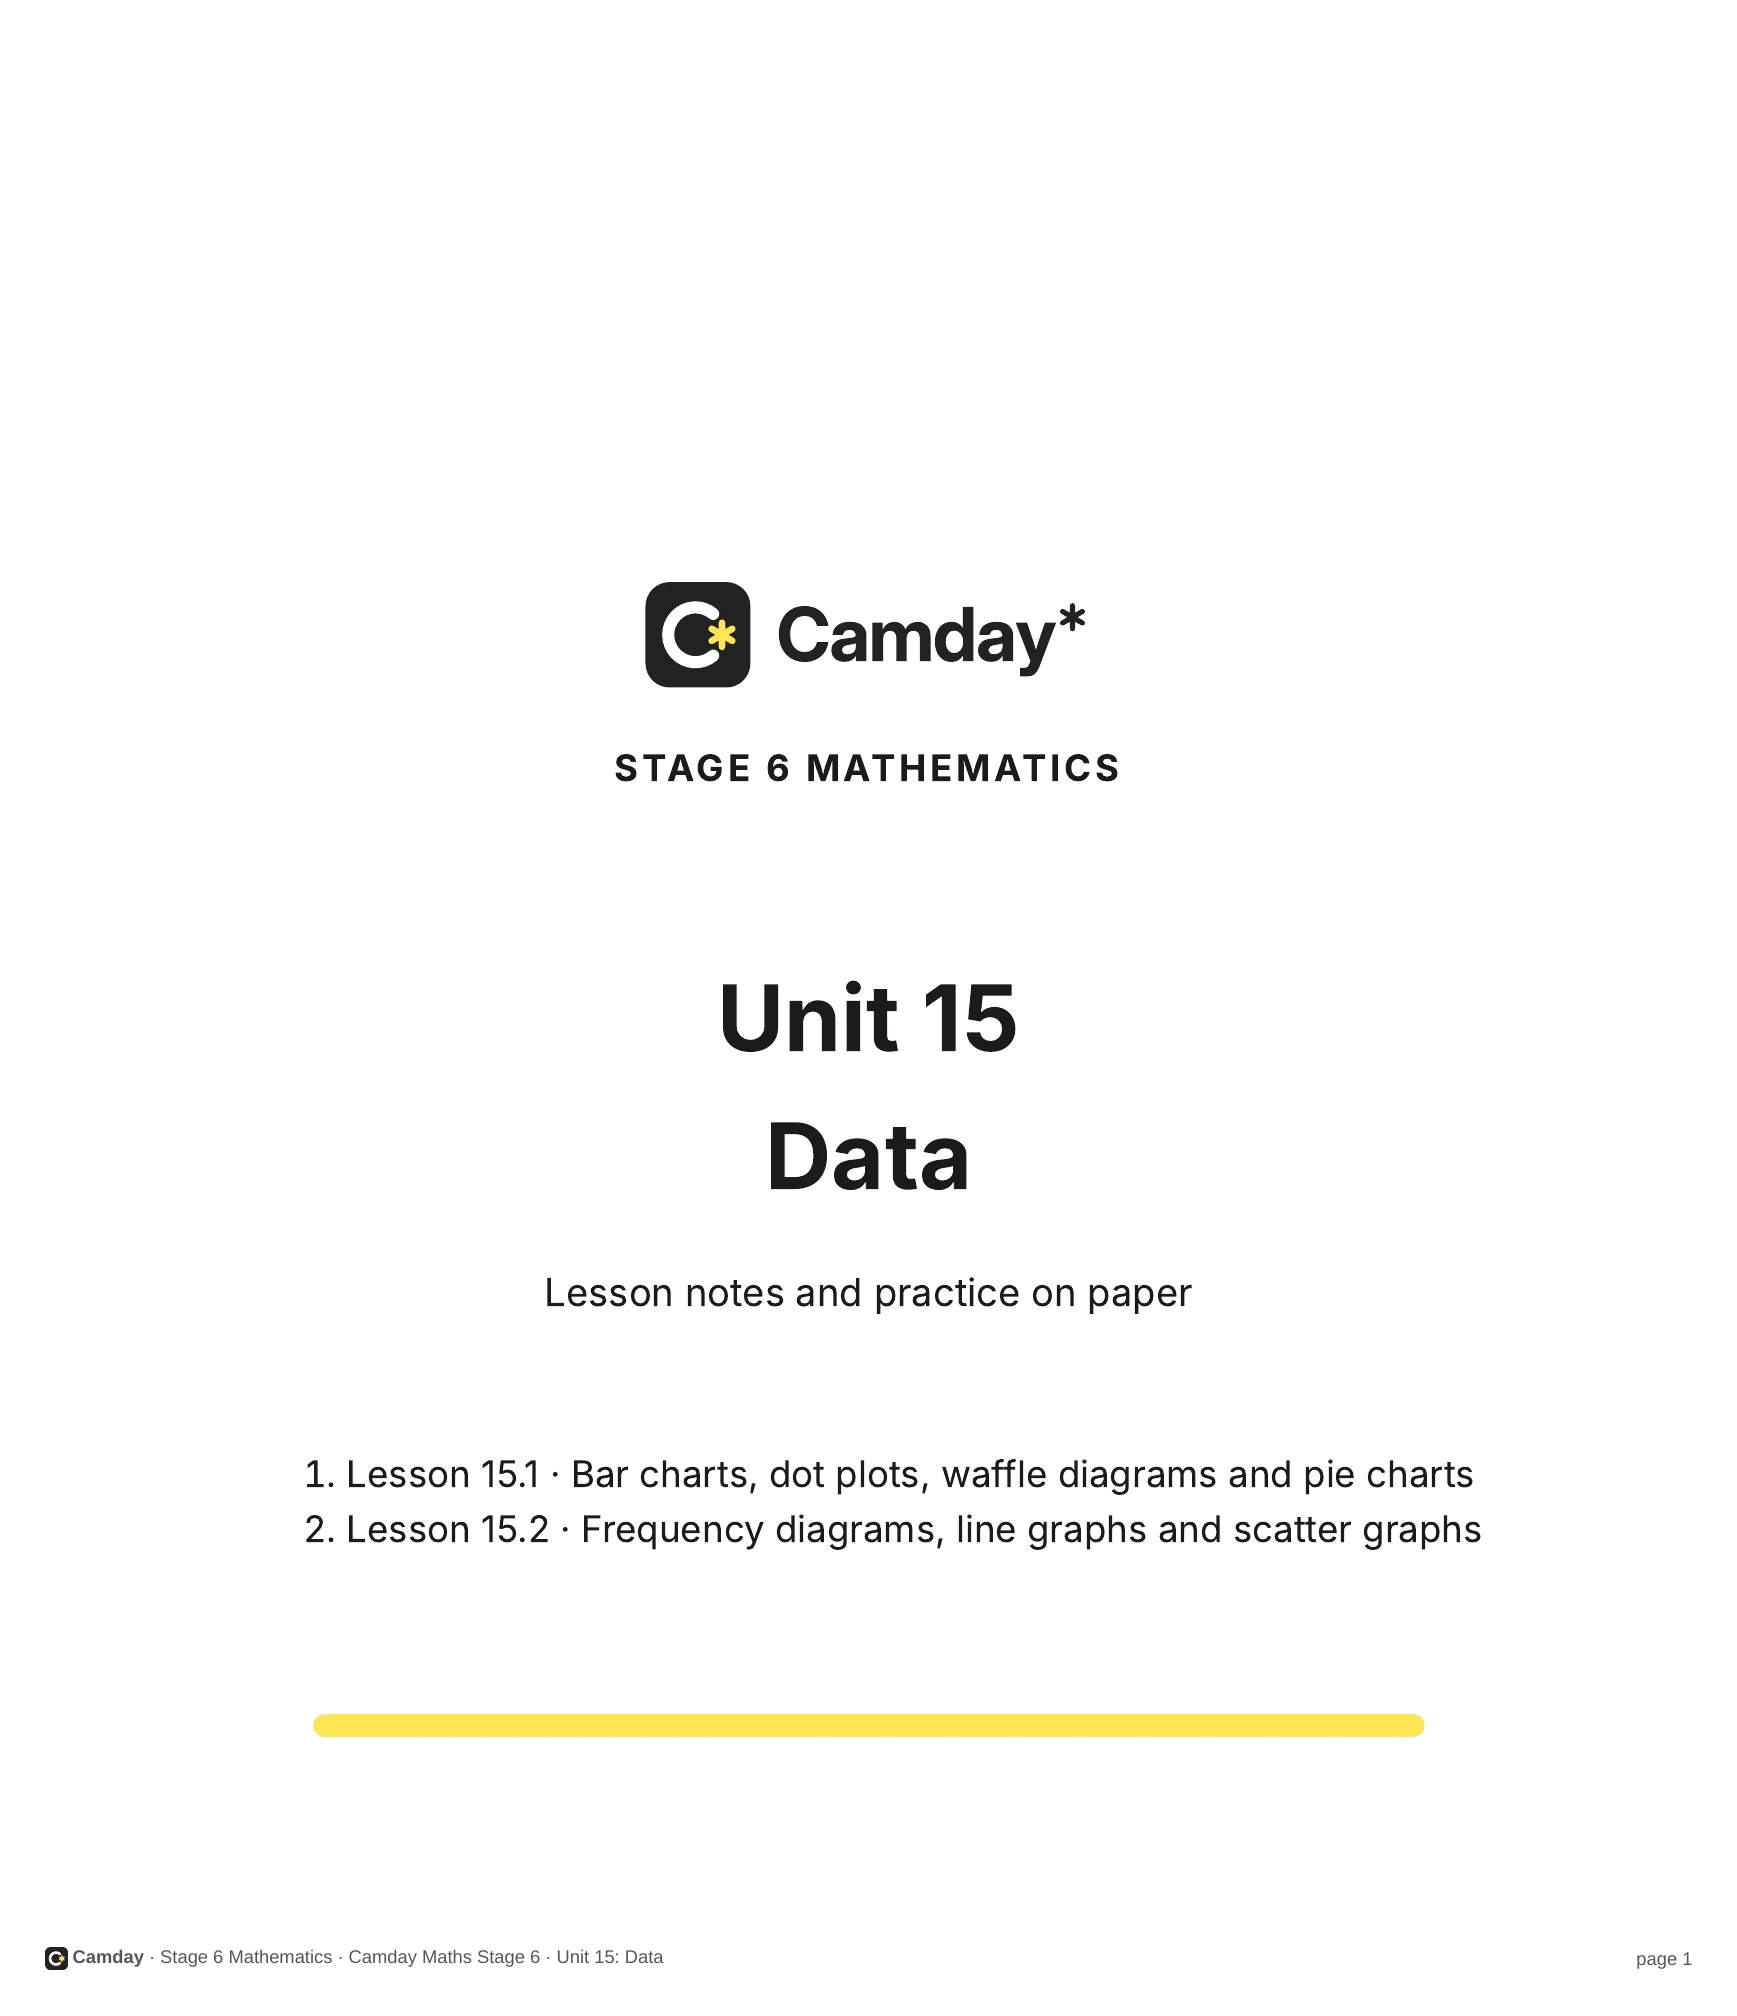 Camday*
STAGE 6 MATHEMATICS
Unit 15
Data
Lesson notes and practice on paper
1. Lesson 15.1 · Bar charts, dot plots, waffle diagrams and pie charts
2. Lesson 15.2 · Frequency diagrams, line graphs and scatter graphs
Camday · Stage 6 Mathematics · Camday Maths Stage 6 · Unit 15: Data
page 1